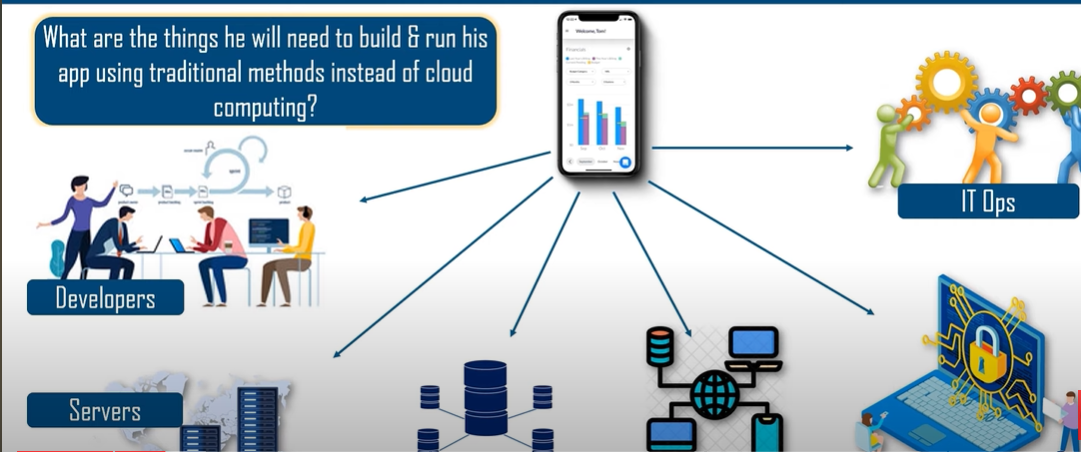 What are the things he will need to build & run his
app using traditional methods instead of cloud
computing?
Welcome, Tom!
IT Ops
Developers
Servers